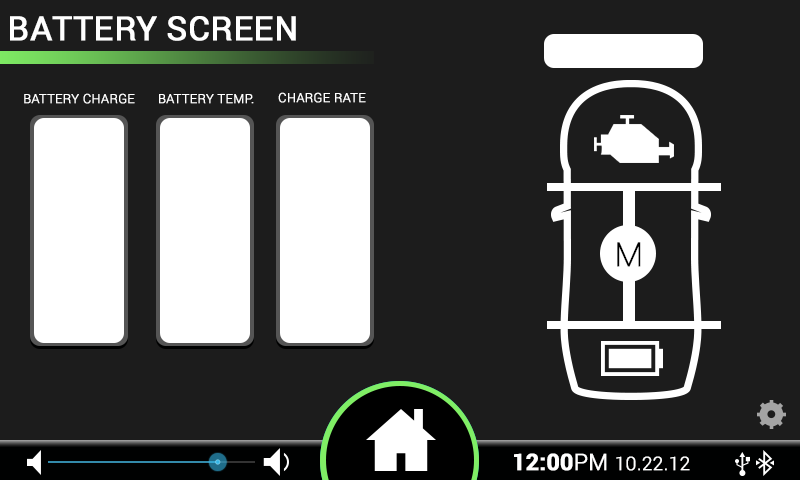 BATTERY SCREEN
BATTERY CHARGE
BATTERY TEMP.
CHARGE RATE
M
12:00PM 10.22.12